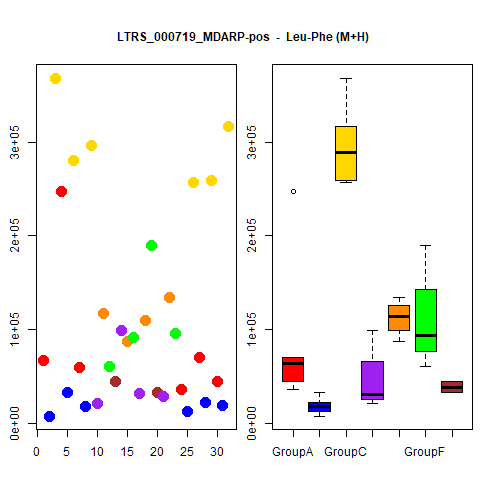 LTRS_000719_MDARP-pos - Leu-Phe (M+H)
0e+00 1e+05 2e+05 3e+05
0 5 10 15 20 25 30
0e+00 1e+05 2e+05 3e+05
GroupA GroupC GroupF